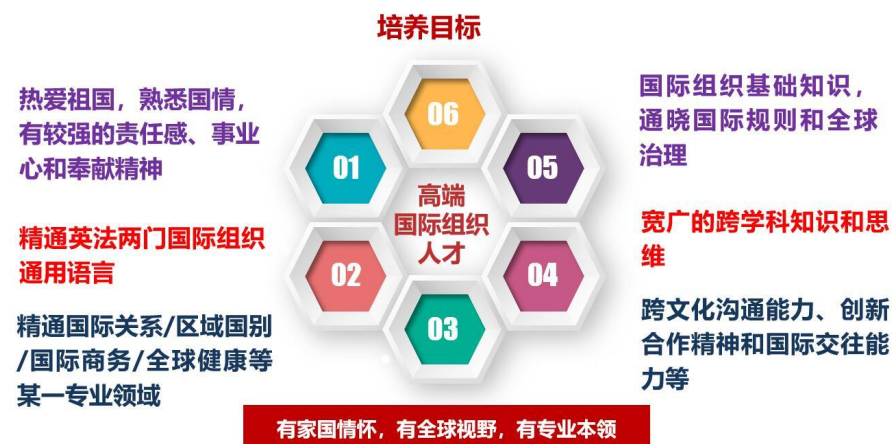 培养目标
热爱祖国，熟悉国情，
有较强的责任感、事业
心和奉献精神
精通英法两门国际组织
通用语言
精通国际关系/区域国别
/国际商务/全球健康等
某一专业领域
06
01
05
高端
国际组织
人才
02
04
03
国际组织基础知识，
通晓国际规则和全球
治理
宽广的跨学科知识和思
维
跨文化沟通能力、创新
合作精神和国际交往能
力等
有家国情怀，有全球视野，有专业本领